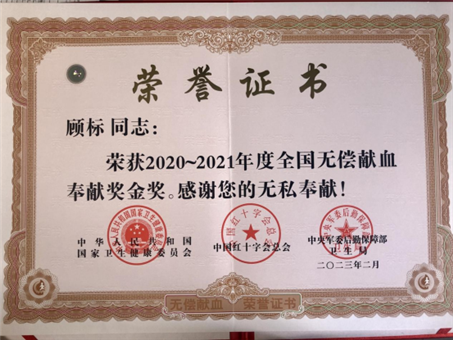 荣誉证书
顾标 同志：
荣获2020~2021年度全国无偿献血
奉献奖金奖。感谢您的无私奉献！
中华人民共和国
国家卫生健康委员会
中国红十字会总会
中央军委后勤保障部
卫生局
二〇二三年二月
无偿献血 荣誉证书